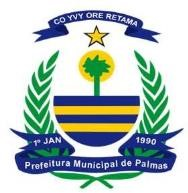 CO YVY ORE RETAMA
1º JAN 1990
Prefeitura Municipal de Palmas